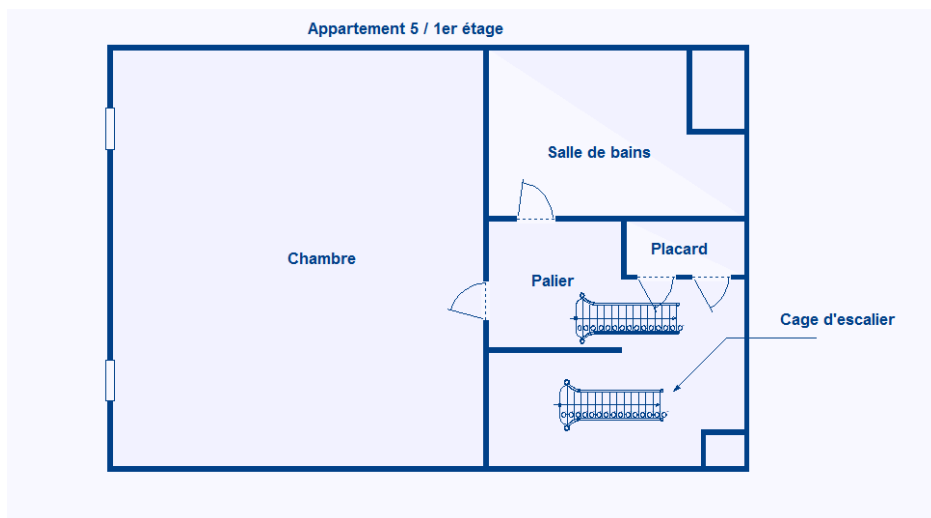 Appartement 5 / 1er étage
Salle de bains
Chambre
Placard
Palier
Cage d'escalier